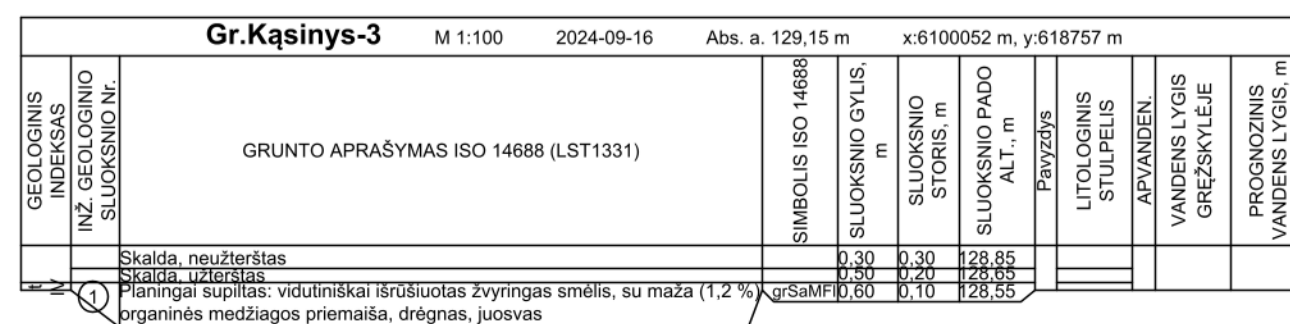 Gr.Kąsinys-3 M 1:100 2024-09-16 Abs. a. 129,15 m x:6100052 m, y:618757 m
GEOLOGINIS
INDEKSAS
INŽ. GEOLOGINIO
SLUOKSNIO Nr.
GRUNTO APRAŠYMAS ISO 14688 (LST1331)
SIMBOLIS ISO 14688
SLUOKSNIO GYLIS,
m
SLUOKSNIO
STORIS, m
SLUOKSNIO PADO
ALT., m
Pavyzdys
LITOLOGINIS
STULPELIS
APVANDEN.
VANDENS LYGIS
GRĘŽSKYLĖJE
PROGNOZINIS
VANDENS LYGIS, m
Skalda, neužterštas 0,30 0,30 128,85
Skalda, užterštas 0,50 0,20 128,65
t
IV
1 Planingai supiltas: vidutiniškai išrūšiuotas žvyringas smėlis, su maža (1,2 %) grSaMFl 0,60 0,10 128,55
organinės medžiagos priemaiša, drėgnas, juosvas